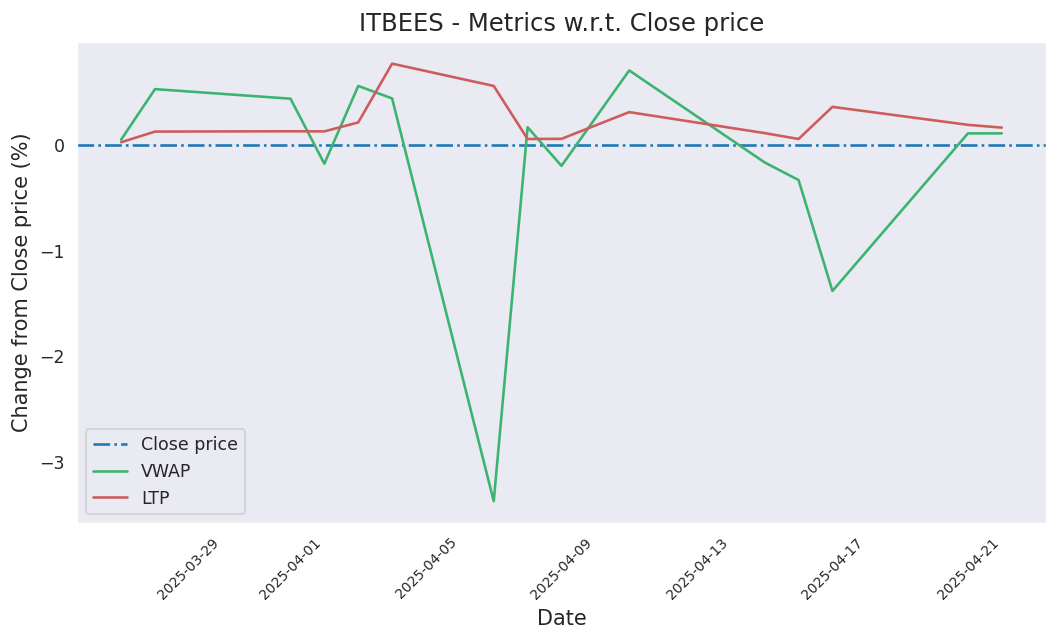 ITBEES - Metrics w.r.t. Close price
Change from Close price (%)
0
−1
−2
−3
Close price
VWAP
LTP
2025-03-29
2025-04-01
2025-04-05
2025-04-09
2025-04-13
2025-04-17
2025-04-21
Date